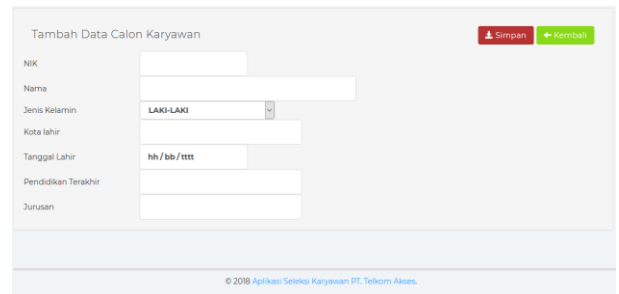 Tambah Data Calon Karyawan
Simpan
Kembali
NIK
Nama
Jenis Kelamin LAKI-LAKI
Kota lahir
Tanggal Lahir hh / bb / tttt
Pendidikan Terakhir
Jurusan
© 2018 Aplikasi Seleksi Karyawan PT. Telkom Akses.